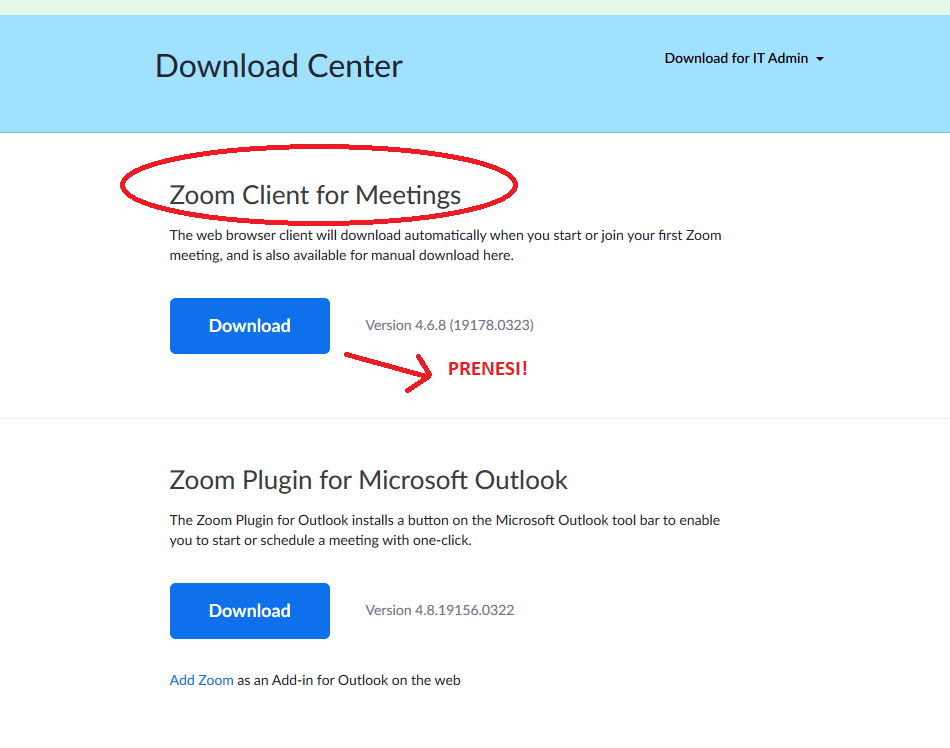 Download Center
Download for IT Admin
Zoom Client for Meetings
The web browser client will download automatically when you start or join your first Zoom
meeting, and is also available for manual download here.
Download
Version 4.6.8 (19178.0323)
PRENESI!
Zoom Plugin for Microsoft Outlook
The Zoom Plugin for Outlook installs a button on the Microsoft Outlook tool bar to enable
you to start or schedule a meeting with one-click.
Download
Version 4.8.19156.0322
Add Zoom as an Add-in for Outlook on the web